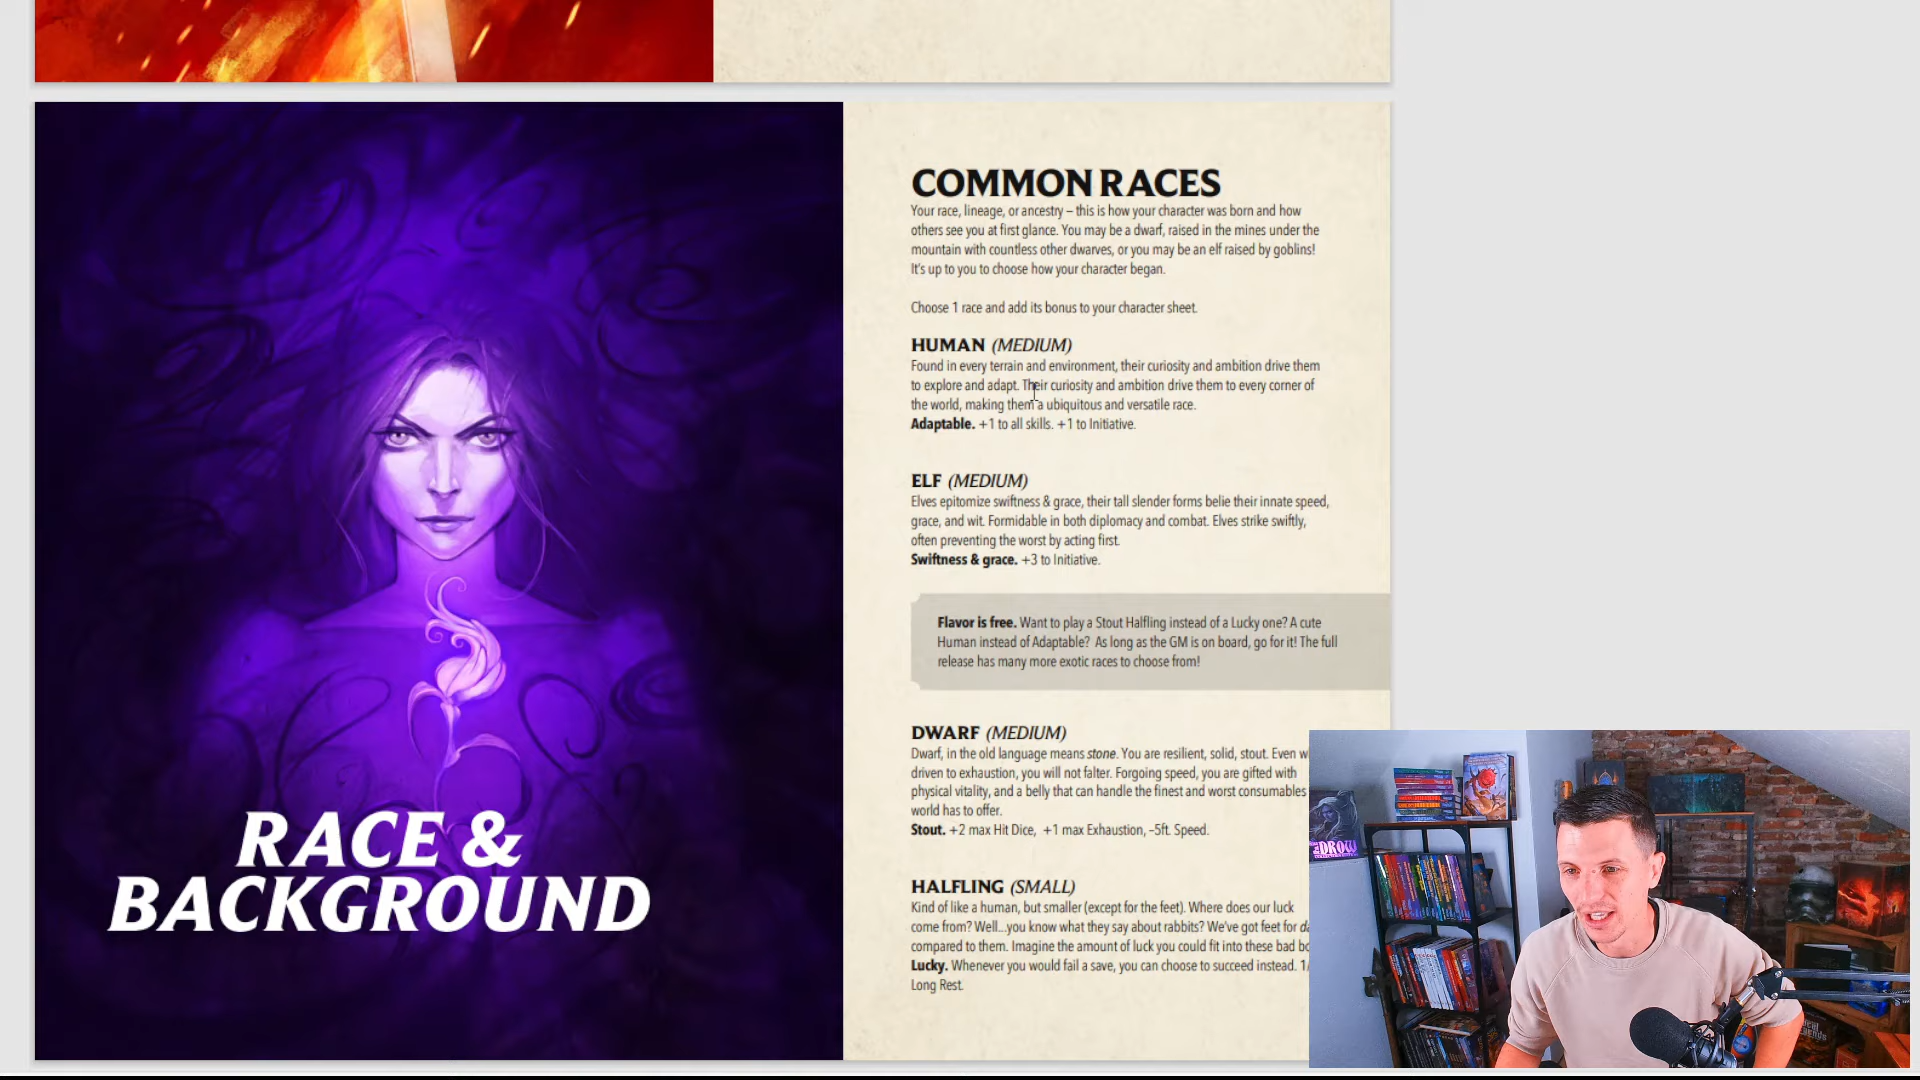 RACE &
BACKGROUND
COMMON RACES
Your race, lineage, or ancestry – this is how your character was born and how
others see you at first glance. You may be a dwarf, raised in the mines under the
mountain with countless other dwarves, or you may be an elf raised by goblins!
It's up to you to choose how your character began.
Choose 1 race and add its bonus to your character sheet.
HUMAN (MEDIUM)
Found in every terrain and environment, their curiosity and ambition drive them
to explore and adapt. Their curiosity and ambition drive them to every corner of
the world, making them a ubiquitous and versatile race.
Adaptable. +1 to all skills. +1 to Initiative.
ELF (MEDIUM)
Elves epitomize swiftness & grace, their tall slender forms belie their innate speed,
grace, and wit. Formidable in both diplomacy and combat. Elves strike swiftly,
often preventing the worst by acting first.
Swiftness & grace. +3 to Initiative.
Flavor is free. Want to play a Stout Halfling instead of a Lucky one? A cute
Human instead of Adaptable? As long as the GM is on board, go for it! The full
release has many more exotic races to choose from!
DWARF (MEDIUM)
Dwarf, in the old language means stone. You are resilient, solid, stout. Even
driven to exhaustion, you will not falter. Forgoing speed, you are gifted with
physical vitality, and a belly that can handle the finest and worst consumables
world has to offer.
Stout. +2 max Hit Dice, +1 max Exhaustion, –5ft. Speed.
HALFLING (SMALL)
Kind of like a human, but smaller (except for the feet). Where does our luck
come from? Well...you know what they say about rabbits? We've got feet for
compared to them. Imagine the amount of luck you could fit into these bad
Lucky. Whenever you would fail a save, you can choose to succeed instead.
Long Rest.
DROW